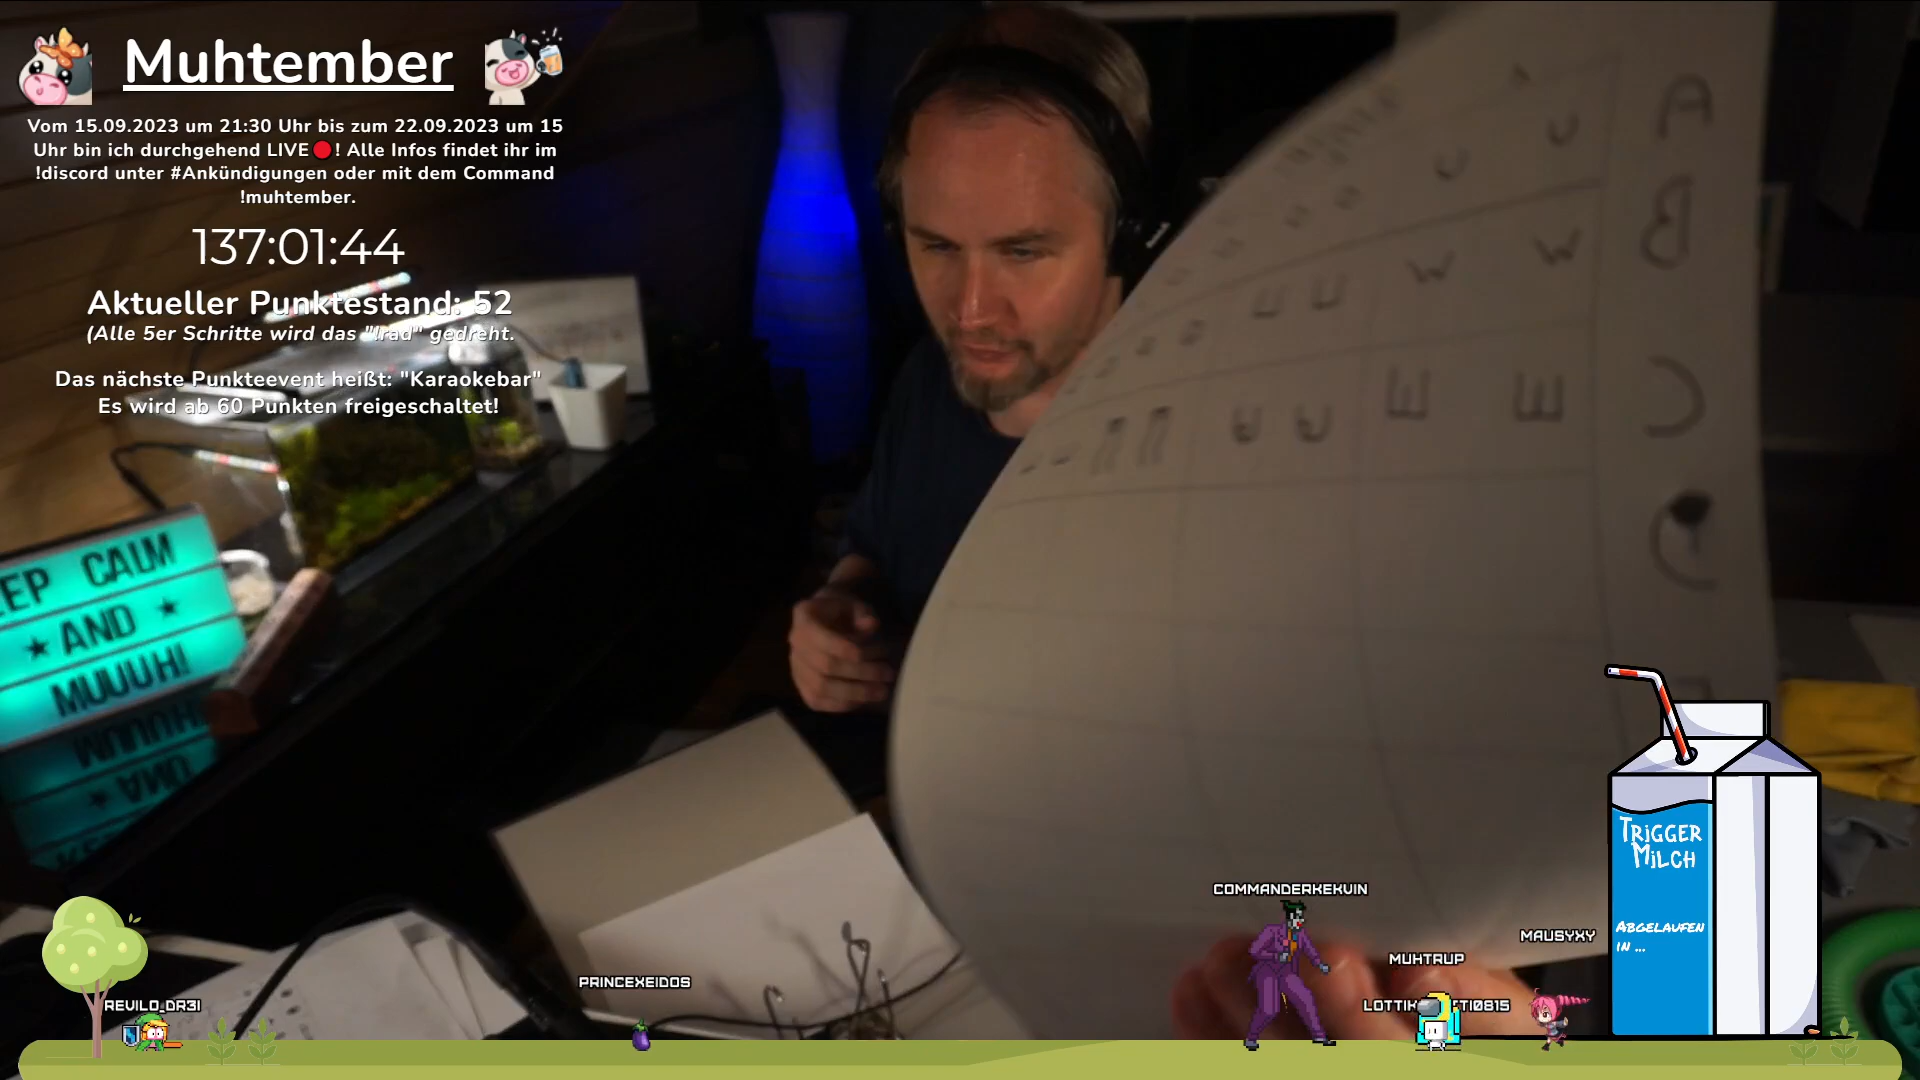 Muhtember
Vom 15.09.2023 um 21:30 Uhr bis zum 22.09.2023 um 15
Uhr bin ich durchgehend LIVE🔴! Alle Infos findet ihr im
!discord unter #Ankündigungen oder mit dem Command
!muhtember.
137:01:44
Aktueller Punktestand: 52
(Alle 5er Schritte wird das "!rad" gedreht.
Das nächste Punkteevent heißt: "Karaokebar"
Es wird ab 60 Punkten freigeschaltet!
EEP CALM
★ AND ★
MUUUH!
A
B
C
TRIGGER
MILCH
ABGELAUFEN
IN ...
COMMANDERKEKVIN
MAUSYXY
MUHTRUP
PRINCEXEIDOS
REVILO_DR3I